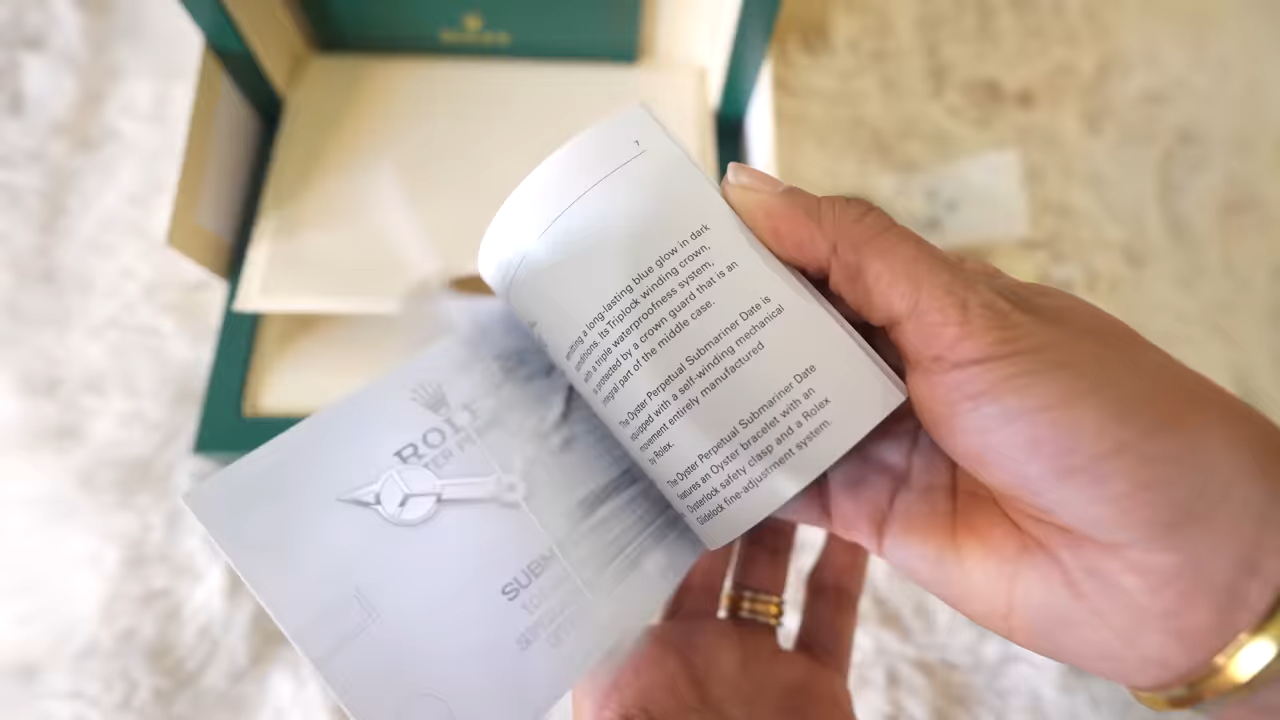 ROLEX
7
emitting a long-lasting blue glow in dark
conditions. Its Triplock winding crown,
with a triple waterproofness system,
is protected by a crown guard that is an
integral part of the middle case.
The Oyster Perpetual Submariner Date is
equipped with a self-winding mechanical
movement entirely manufactured
by Rolex.
The Oyster Perpetual Submariner Date
features an Oyster bracelet with an
Oysterlock safety clasp and a Rolex
Glidelock fine-adjustment system.
ROL
SUBM